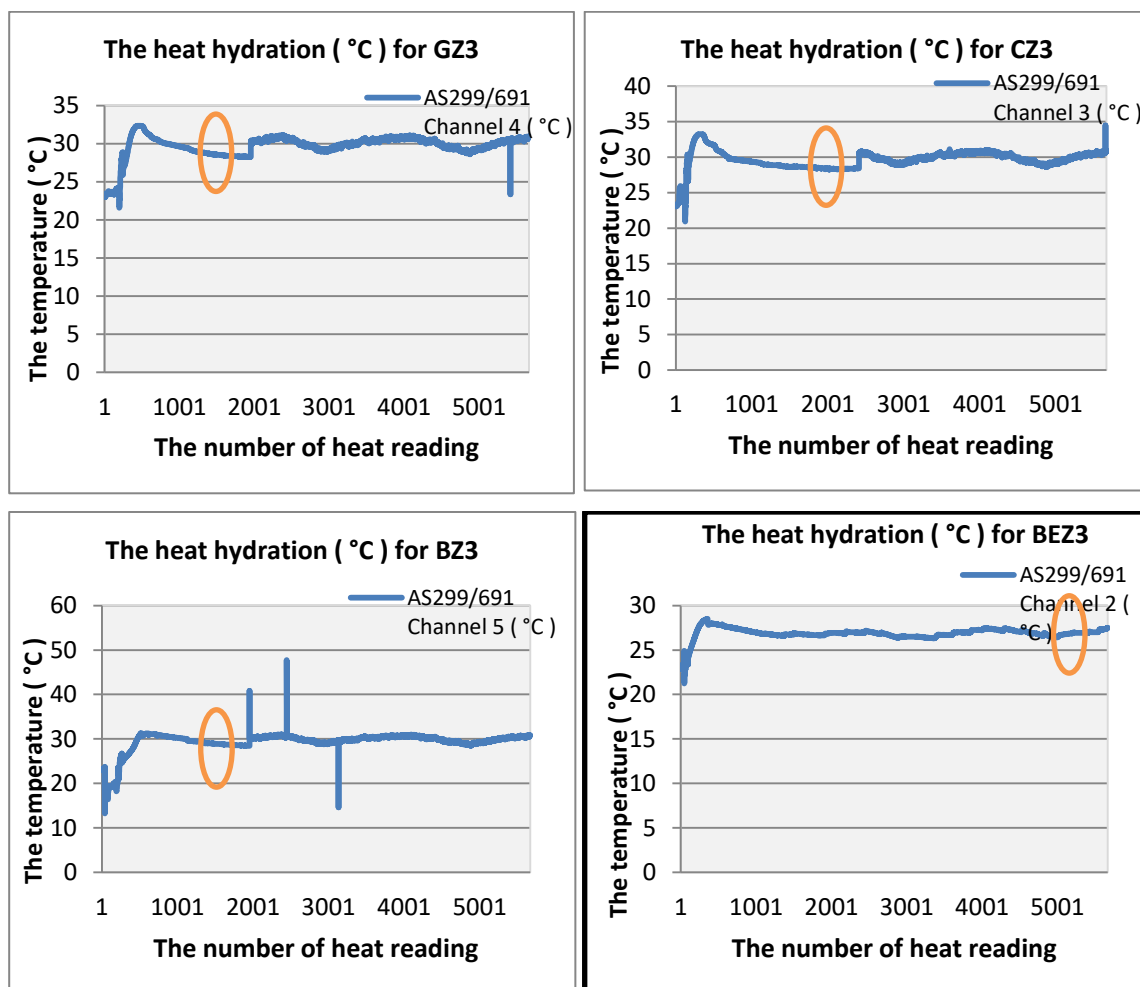 The heat hydration ( °C ) for GZ3
AS299/691
Channel 4 ( °C )
The temperature ( °C)
35
30
25
20
15
10
5
0
1 1001 2001 3001 4001 5001
The number of heat reading
The heat hydration ( °C ) for CZ3
AS299/691
Channel 3 ( °C )
The temperature ( °C)
40
35
30
25
20
15
10
5
0
1 1001 2001 3001 4001 5001
The number of heat reading
The heat hydration ( °C ) for BZ3
AS299/691
Channel 5 ( °C )
The temperature ( °C)
60
50
40
30
20
10
0
1 1001 2001 3001 4001 5001
The number of heat reading
The heat hydration ( °C ) for BEZ3
AS299/691
Channel 2 (
°C )
The temperature ( °C)
30
25
20
15
10
5
0
1 1001 2001 3001 4001 5001
The number of heat reading